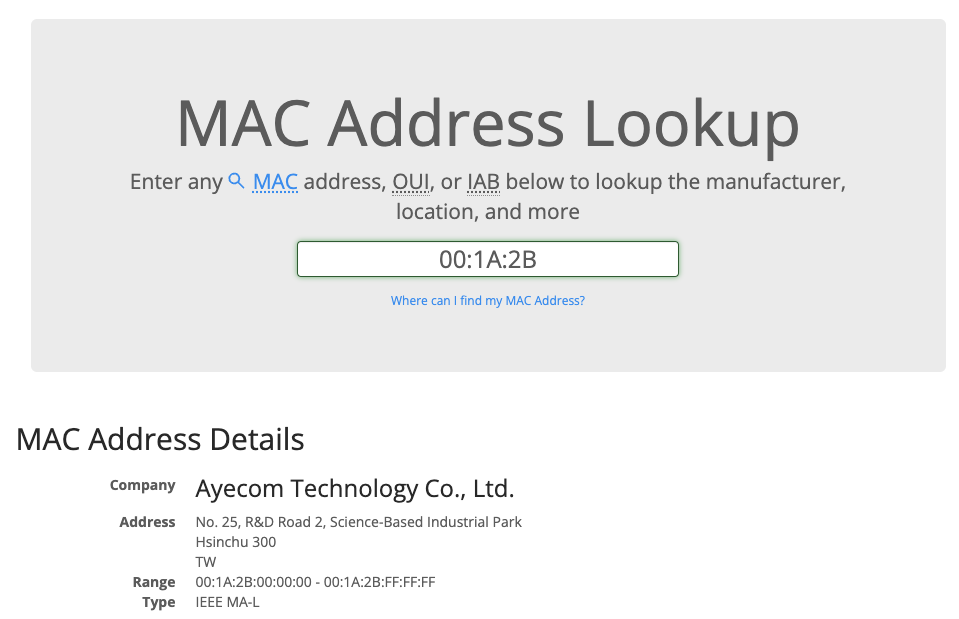 MAC Address Lookup
Enter any MAC address, OUI, or IAB below to lookup the manufacturer,
location, and more
00:1A:2B
Where can I find my MAC Address?
MAC Address Details
Company Ayecom Technology Co., Ltd.
Address No. 25, R&D Road 2, Science-Based Industrial Park
Hsinchu 300
TW
Range 00:1A:2B:00:00:00 - 00:1A:2B:FF:FF:FF
Type IEEE MA-L